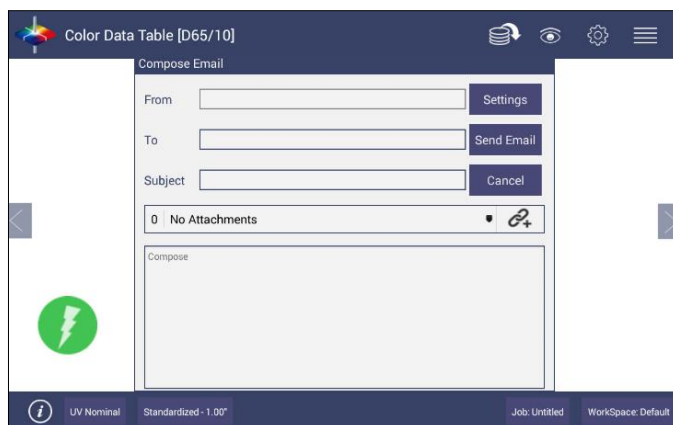 Color Data Table [D65/10]
Compose Email
From
Settings
To
Send Email
Subject
Cancel
0 No Attachments
Compose
i
UV Nominal
Standardized - 1.00"
Job: Untitled
WorkSpace: Default